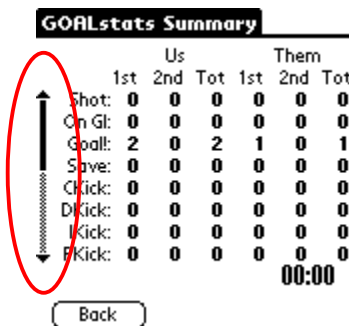 GOALstats Summary
Us Them
1st 2nd Tot 1st 2nd Tot
Shot: 0 0 0 0 0 0
On Gl: 0 0 0 0 0 0
Goal!: 2 0 2 1 0 1
Save: 0 0 0 0 0 0
CKick: 0 0 0 0 0 0
DKick: 0 0 0 0 0 0
IKick: 0 0 0 0 0 0
PKick: 0 0 0 0 0 0
00:00
Back